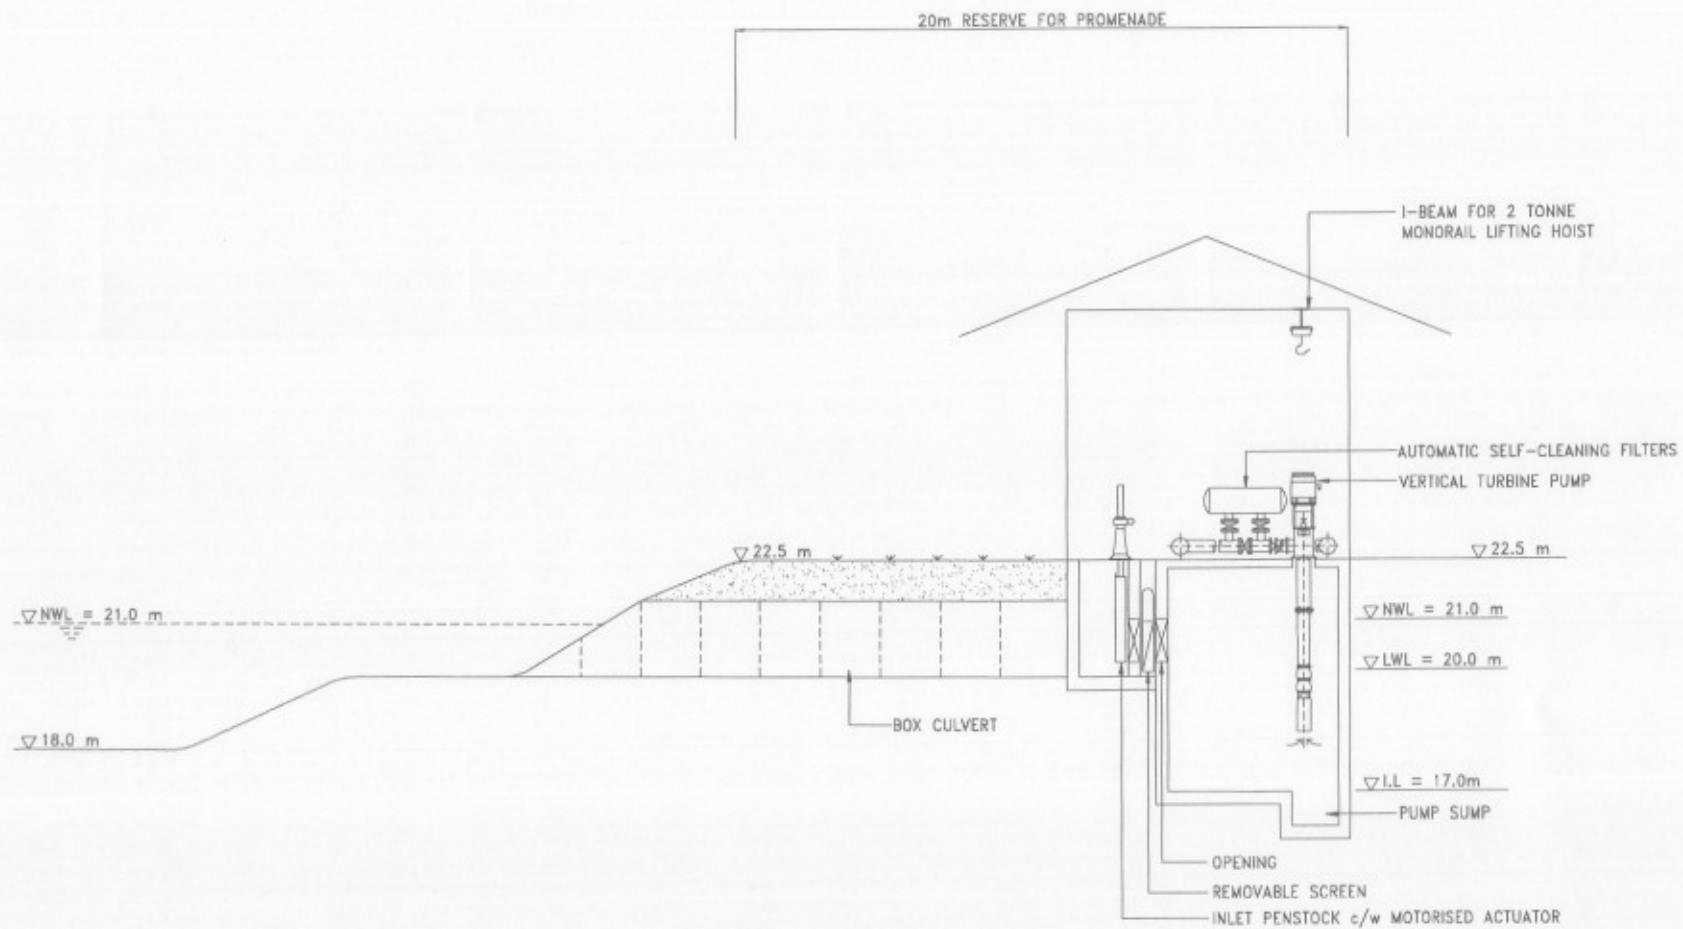 20m RESERVE FOR PROMENADE
I-BEAM FOR 2 TONNE
MONORAIL LIFTING HOIST
AUTOMATIC SELF-CLEANING FILTERS
VERTICAL TURBINE PUMP
22.5 m
22.5 m
NWL = 21.0 m
NWL = 21.0 m
LWL = 20.0 m
BOX CULVERT
18.0 m
I.L = 17.0m
PUMP SUMP
OPENING
REMOVABLE SCREEN
INLET PENSTOCK c/w MOTORISED ACTUATOR